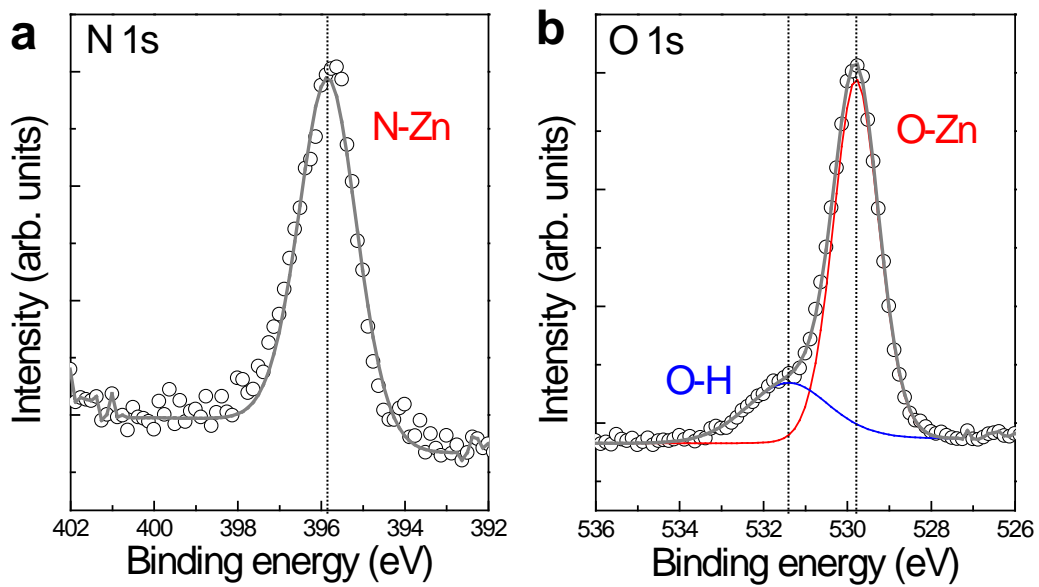 a
N 1s
N-Zn
Intensity (arb. units)
402 400 398 396 394 392
Binding energy (eV)
b
O 1s
O-Zn
O-H
Intensity (arb. units)
536 534 532 530 528 526
Binding energy (eV)